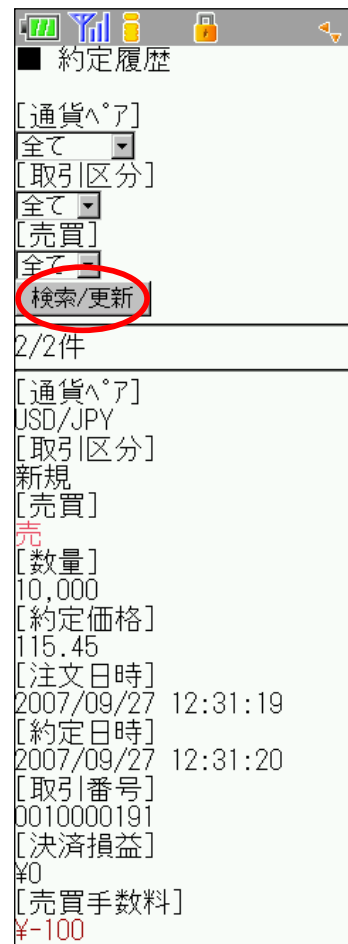 ■ 約定履歴
[通貨ﾍﾟｱ]
全て
[取引区分]
全て
[売買]
全て
検索/更新
2/2件
[通貨ﾍﾟｱ]
USD/JPY
[取引区分]
新規
[売買]
売
[数量]
10,000
[約定価格]
115.45
[注文日時]
2007/09/27 12:31:19
[約定日時]
2007/09/27 12:31:20
[取引番号]
0010000191
[決済損益]
¥0
[売買手数料]
¥-100